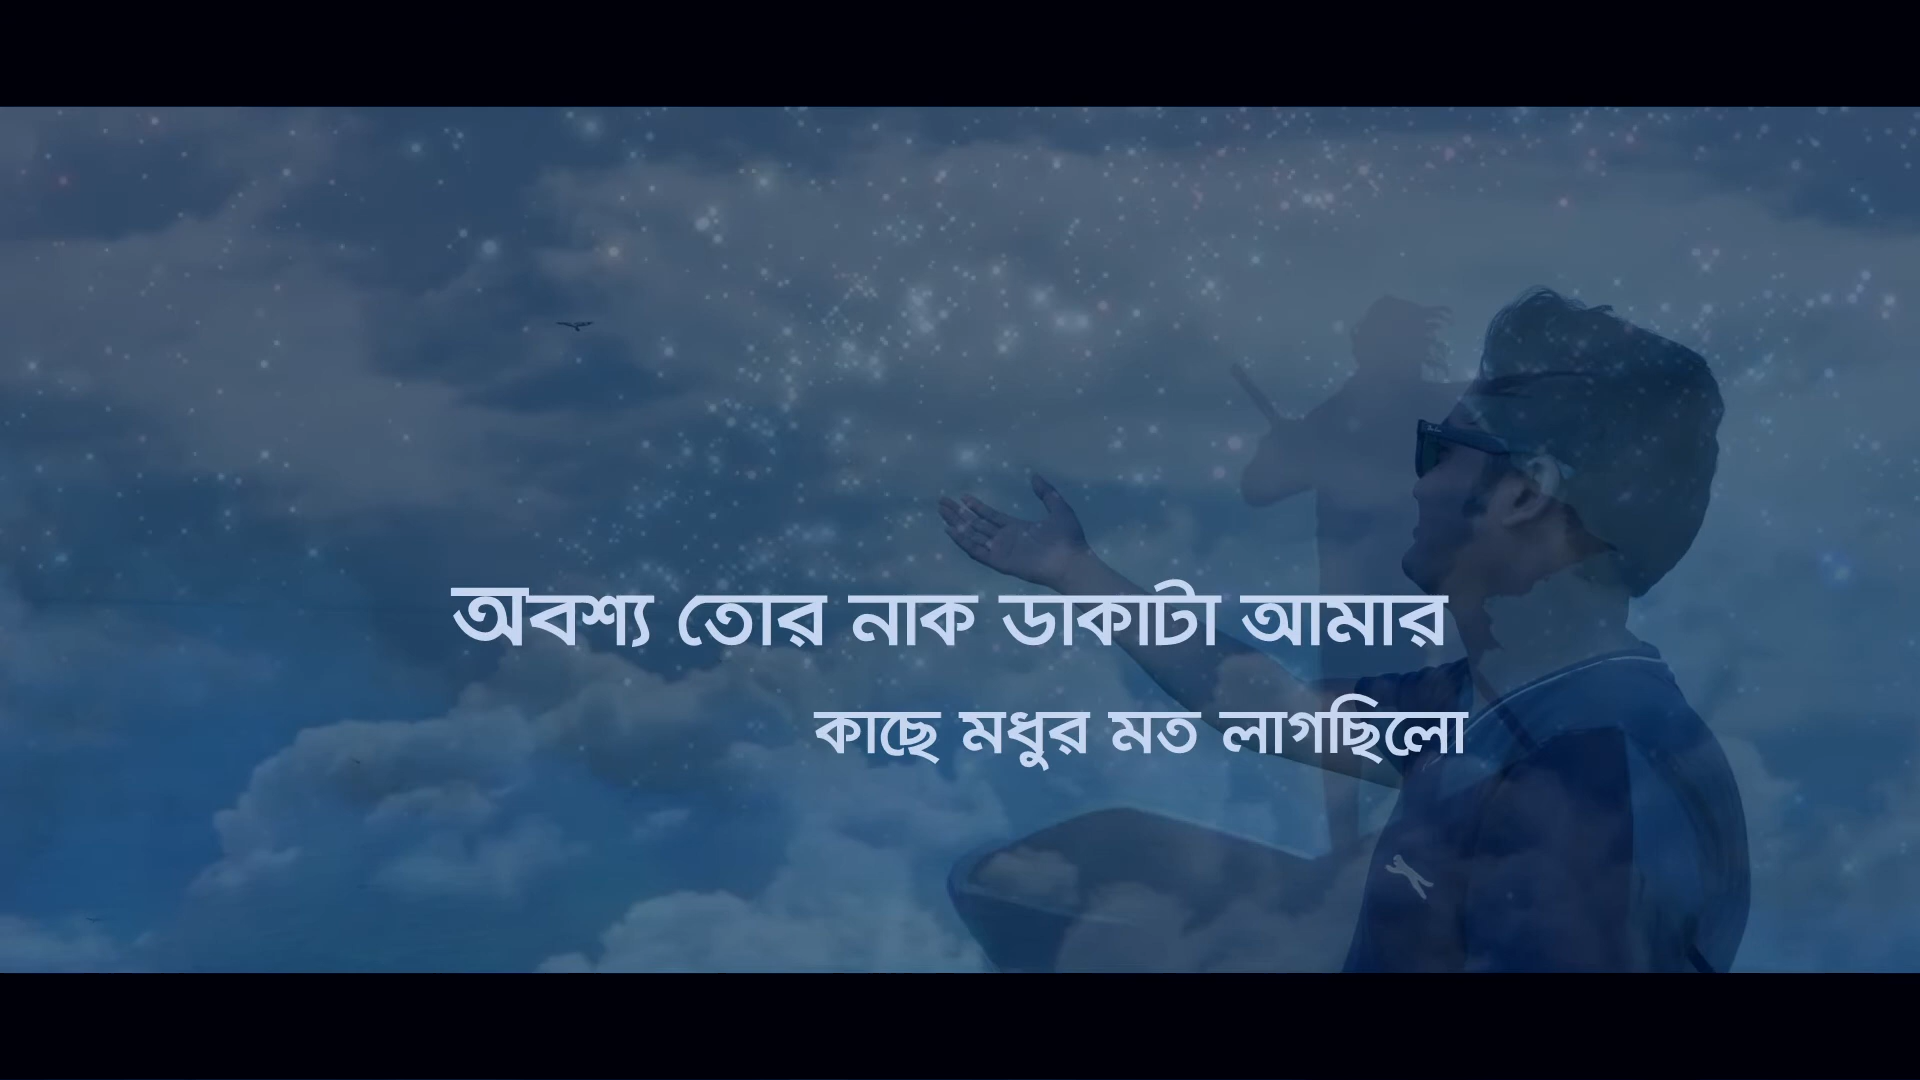 অবশ্য তোর নাক ডাকাটা আমার
কাছে মধুর মত লাগছিলো